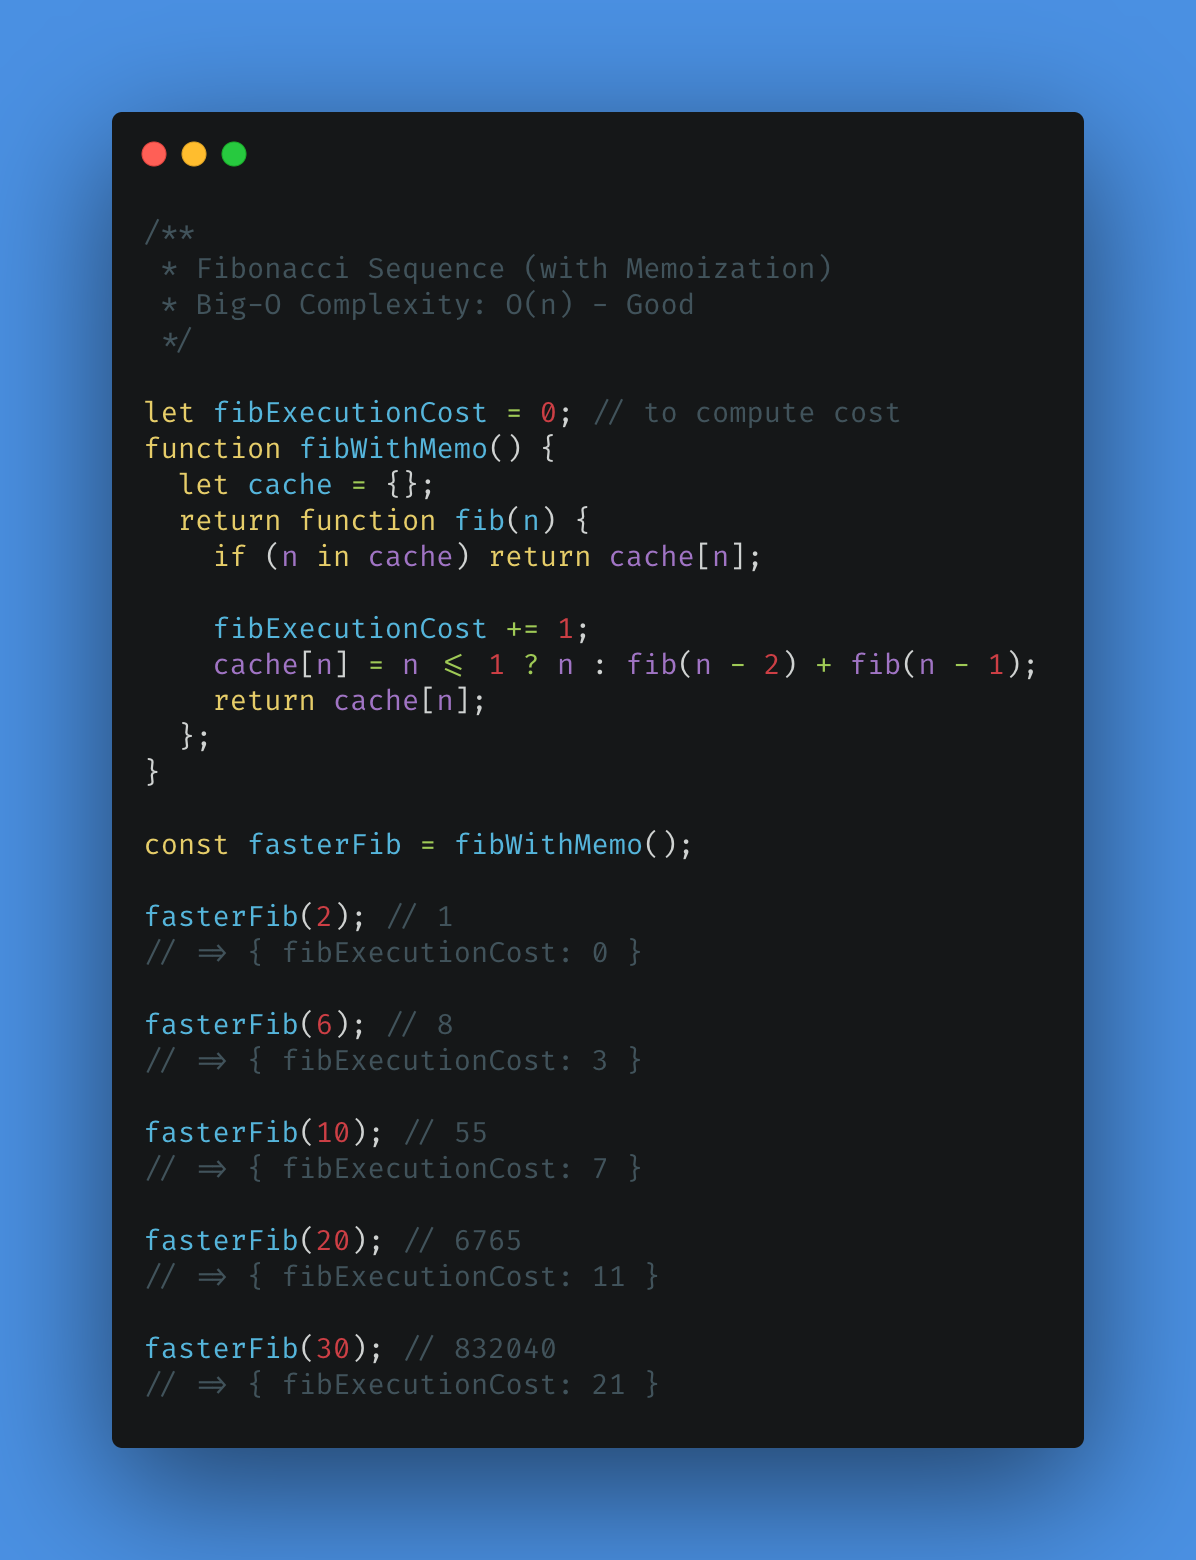 /**
 * Fibonacci Sequence (with Memoization)
 * Big-O Complexity: O(n) - Good
 */
let fibExecutionCost = 0; // to compute cost
function fibWithMemo() {
  let cache = {};
  return function fib(n) {
    if (n in cache) return cache[n];
    fibExecutionCost += 1;
    cache[n] = n <= 1 ? n : fib(n - 2) + fib(n - 1);
    return cache[n];
  };
}
const fasterFib = fibWithMemo();
fasterFib(2); // 1
// => { fibExecutionCost: 0 }
fasterFib(6); // 8
// => { fibExecutionCost: 3 }
fasterFib(10); // 55
// => { fibExecutionCost: 7 }
fasterFib(20); // 6765
// => { fibExecutionCost: 11 }
fasterFib(30); // 832040
// => { fibExecutionCost: 21 }